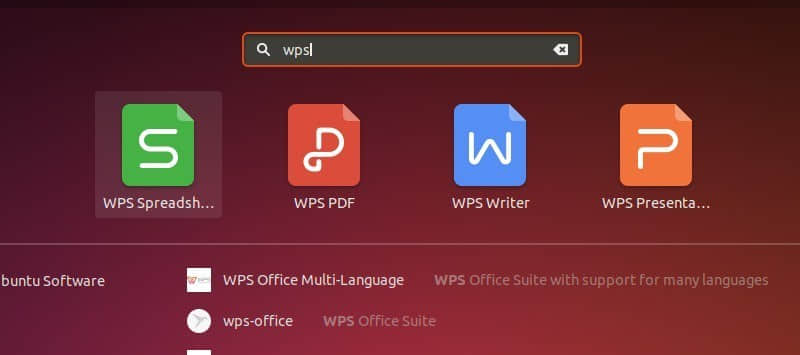 wps
WPS Spreadsh...
WPS PDF
WPS Writer
WPS Presenta...
buntu Software
WPS Office Multi-Language WPS Office Suite with support for many languages
wps-office WPS Office Suite